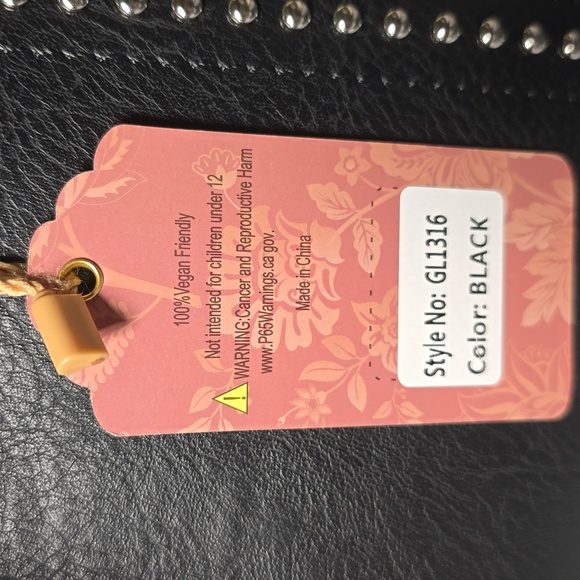 100%Vegan Friendly
Not intended for children under 12
WARNING:Cancer and Reproductive Harm
www.P65Warnings.ca gov.
Made in China
Style No: GL1316
Color: BLACK